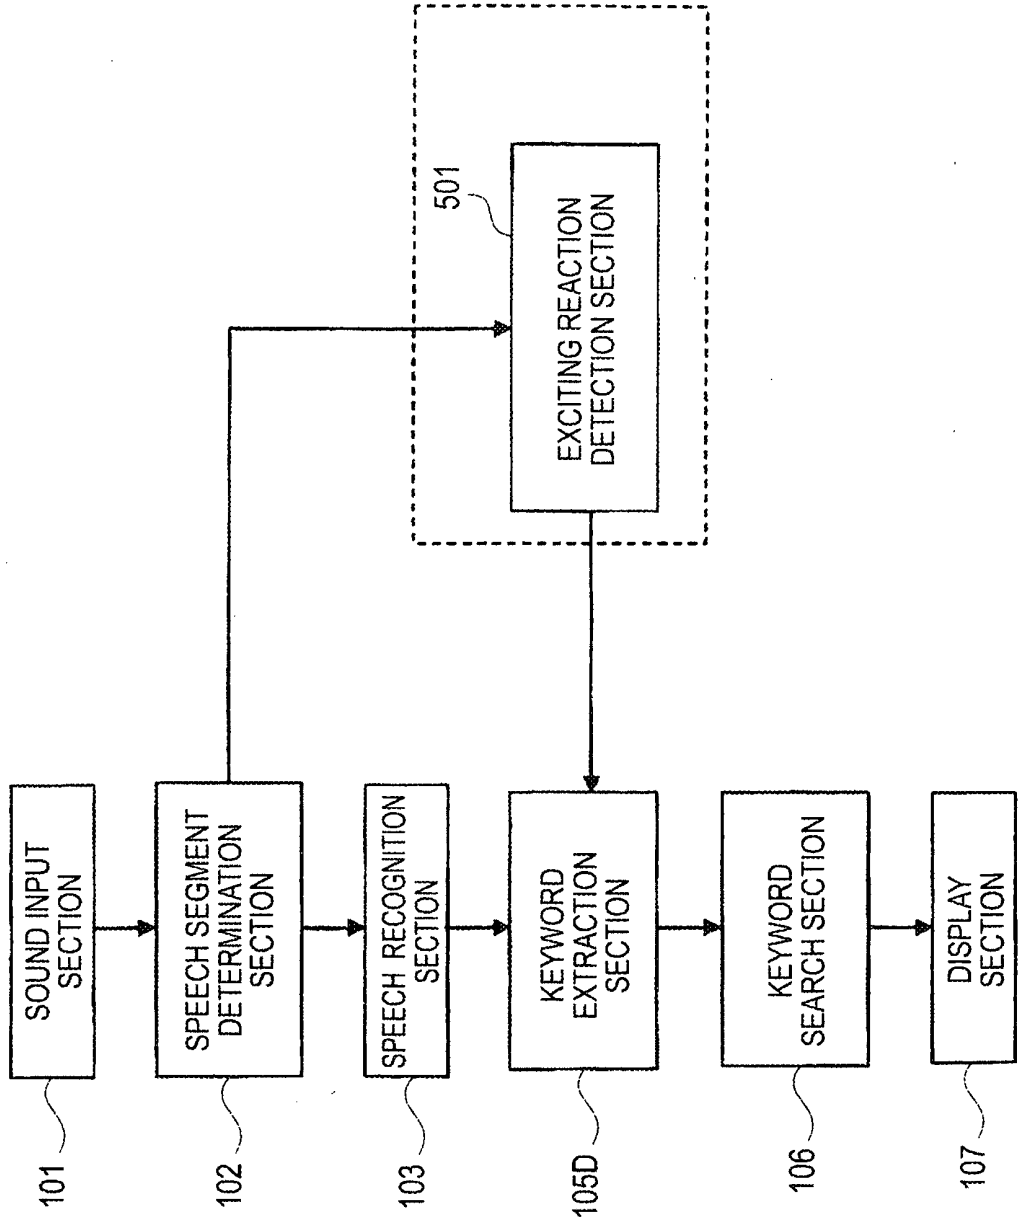 101
SOUND INPUT
SECTION
102
SPEECH SEGMENT
DETERMINATION
SECTION
103
SPEECH RECOGNITION
SECTION
105D
KEYWORD
EXTRACTION
SECTION
106
KEYWORD
SEARCH SECTION
107
DISPLAY
SECTION
501
EXCITING REACTION
DETECTION SECTION